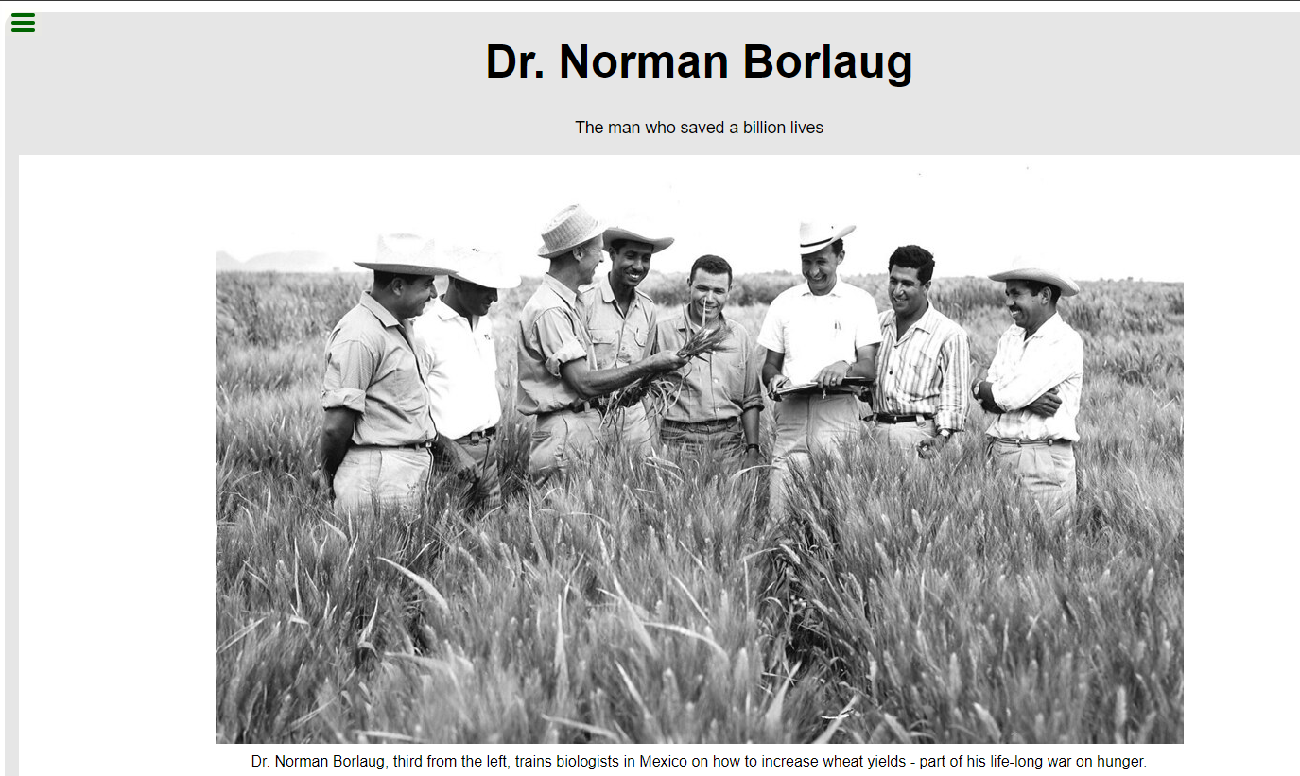 Dr. Norman Borlaug
The man who saved a billion lives
Dr. Norman Borlaug, third from the left, trains biologists in Mexico on how to increase wheat yields - part of his life-long war on hunger.